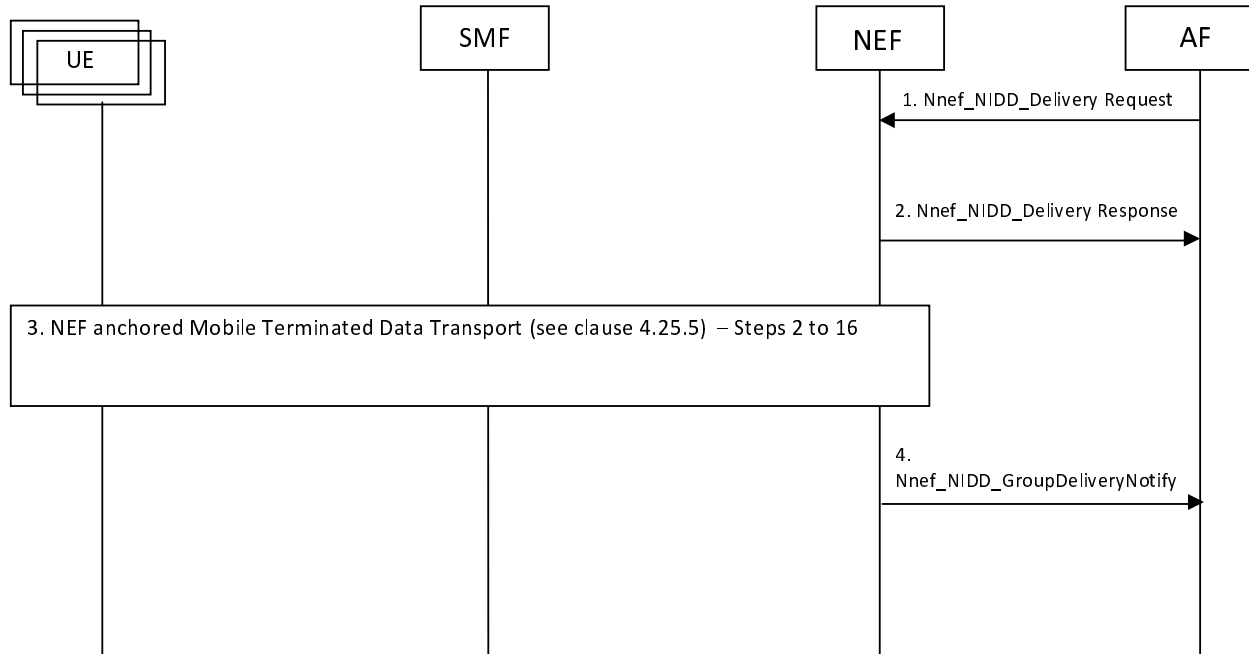 UE
SMF
NEF
AF
1. Nnef_NIDD_Delivery Request
2. Nnef_NIDD_Delivery Response
3. NEF anchored Mobile Terminated Data Transport (see clause 4.25.5) – Steps 2 to 16
4.
Nnef_NIDD_GroupDeliveryNotify